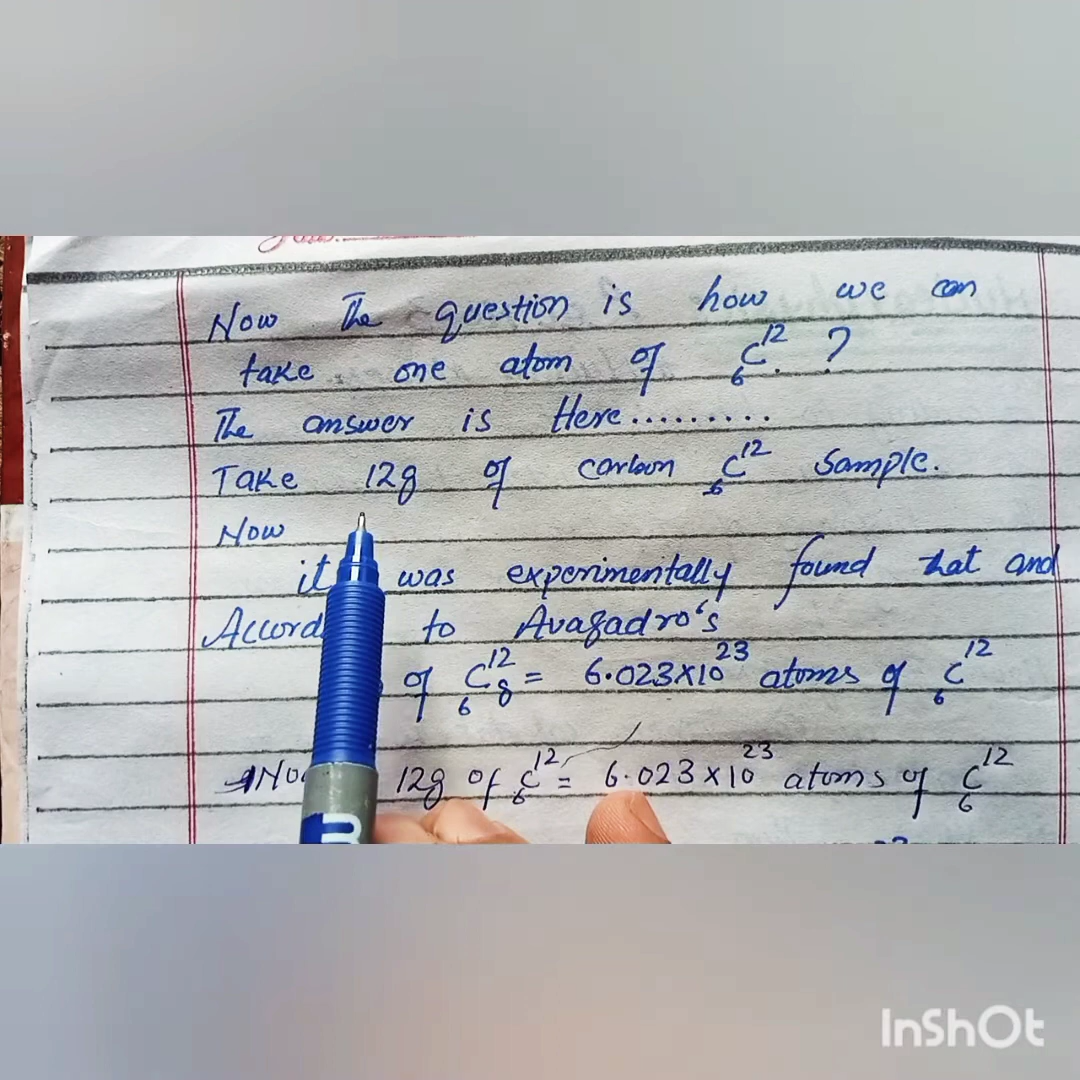 Now The question is how we can
take one atom of ₆C¹² . ?
The answer is Here.........
Take 12g of carbon ₆C¹² sample.
Now
it was experimentally found that and
Accord to Avagadro's
of ₆C¹² g = 6.023×10²³ atoms of ₆C¹²
12g of ₆C¹² = 6.023×10²³ atoms of ₆C¹²
InShOt